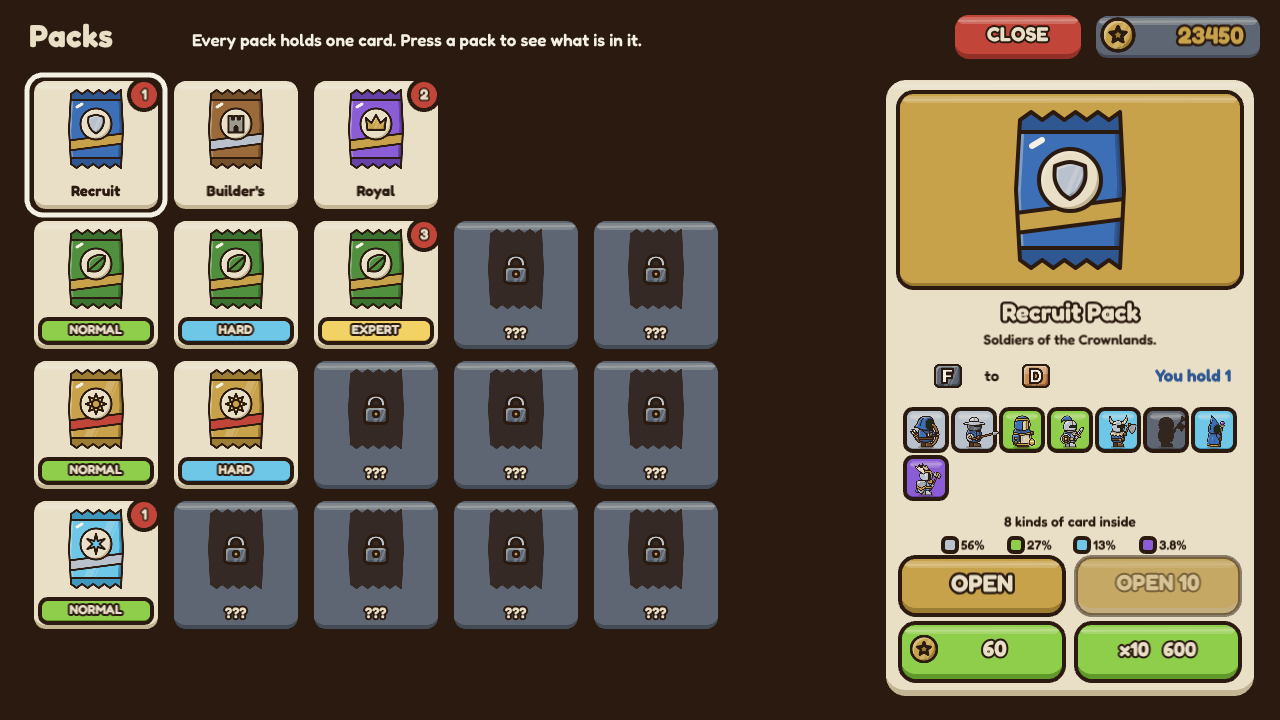 Packs
Every pack holds one card. Press a pack to see what is in it.
CLOSE
23450
1
2
Recruit
Builder's
Royal
3
NORMAL
HARD
EXPERT
???
???
NORMAL
HARD
???
???
???
1
NORMAL
???
???
???
???
Recruit Pack
Soldiers of the Crownlands.
F to D
You hold 1
8 kinds of card inside
56% 27% 13% 3.8%
OPEN
OPEN 10
60
x10 600